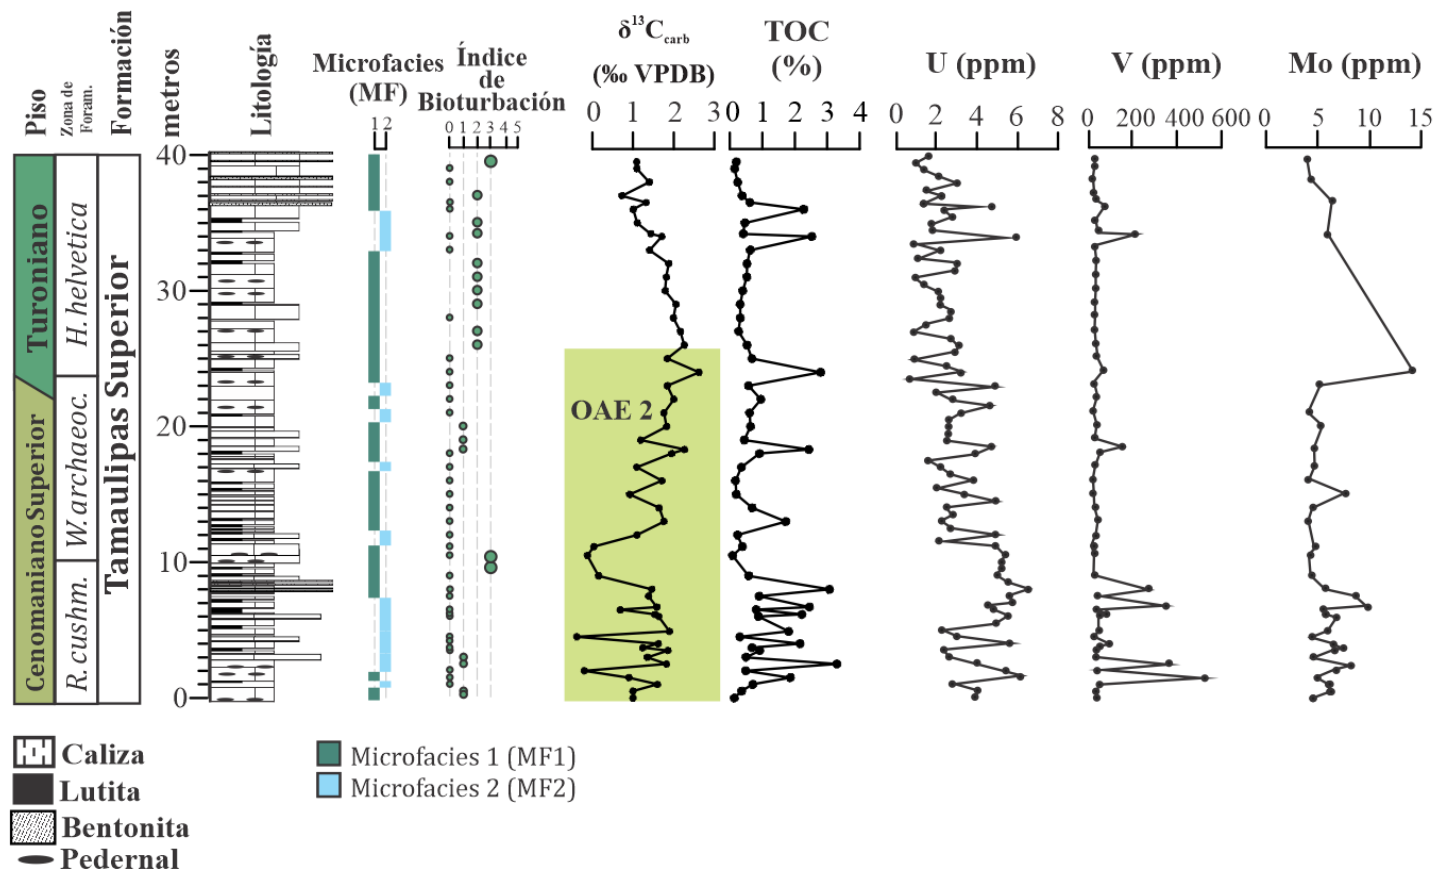 Piso
Zona de
Foram.
Formación
metros
Litología
Microfacies
(MF)
1 2
Índice
de
Bioturbación
0 1 2 3 4 5
δ¹³Ccarb
(‰ VPDB)
0 1 2 3
TOC
(%)
0 1 2 3 4
U (ppm)
0 2 4 6 8
V (ppm)
0 200 400 600
Mo (ppm)
0 5 10 15
Turoniano
Cenomaniano Superior
H. helvetica
W. archaeoc.
R. cushm.
Tamaulipas Superior
40
30
20
10
0
OAE 2
Caliza
Lutita
Bentonita
Pedernal
Microfacies 1 (MF1)
Microfacies 2 (MF2)